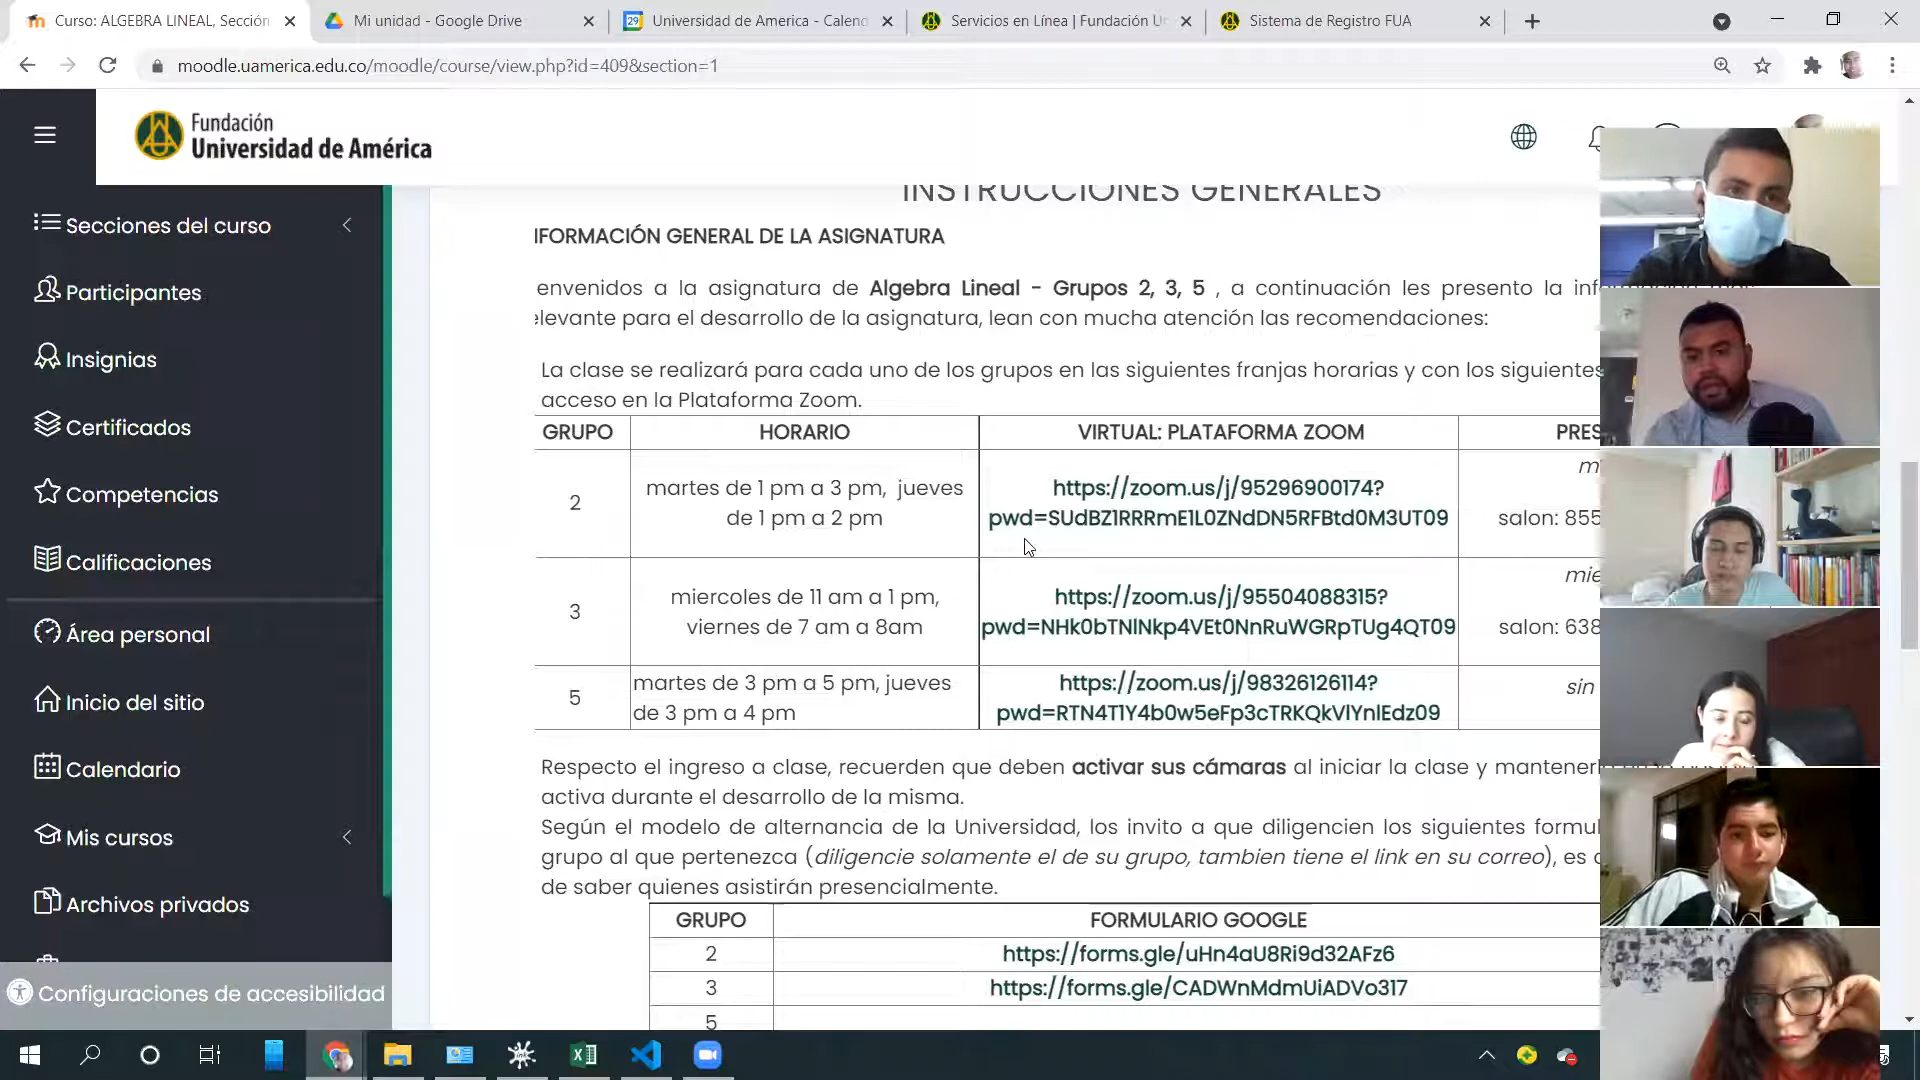 Curso: ALGEBRA LINEAL, Sección
Mi unidad - Google Drive
Universidad de America - Calend
Servicios en Línea | Fundación Un
Sistema de Registro FUA
moodle.uamerica.edu.co/moodle/course/view.php?id=409&section=1
Fundación
Universidad de América
Secciones del curso
Participantes
Insignias
Certificados
Competencias
Calificaciones
Área personal
Inicio del sitio
Calendario
Mis cursos
Archivos privados
Configuraciones de accesibilidad
INSTRUCCIONES GENERALES
NFORMACIÓN GENERAL DE LA ASIGNATURA
envenidos a la asignatura de Algebra Lineal - Grupos 2, 3, 5 , a continuación les presento la
elevante para el desarrollo de la asignatura, lean con mucha atención las recomendaciones:
La clase se realizará para cada uno de los grupos en las siguientes franjas horarias y con los siguientes
acceso en la Plataforma Zoom.
GRUPO HORARIO VIRTUAL: PLATAFORMA ZOOM PRES
2 martes de 1 pm a 3 pm, jueves de 1 pm a 2 pm https://zoom.us/j/95296900174?
pwd=SUdBZ1RRRmE1L0ZNdDN5RFBtd0M3UT09 salon: 855
3 miercoles de 11 am a 1 pm, viernes de 7 am a 8am https://zoom.us/j/95504088315?
pwd=NHk0bTNlNkp4VEt0NnRuWGRpTUg4QT09 salon: 638
5 martes de 3 pm a 5 pm, jueves de 3 pm a 4 pm https://zoom.us/j/98326126114?
pwd=RTN4T1Y4b0w5eFp3cTRKQkVlYnlEdz09 sin
Respecto el ingreso a clase, recuerden que deben activar sus cámaras al iniciar la clase y
activa durante el desarrollo de la misma.
Según el modelo de alternancia de la Universidad, los invito a que diligencien los siguientes
grupo al que pertenezca (diligencie solamente el de su grupo, tambien tiene el link en su correo), es
de saber quienes asistirán presencialmente.
GRUPO FORMULARIO GOOGLE
2 https://forms.gle/uHn4aU8Ri9d32AFz6
3 https://forms.gle/CADWnMdmUiADVo317
5